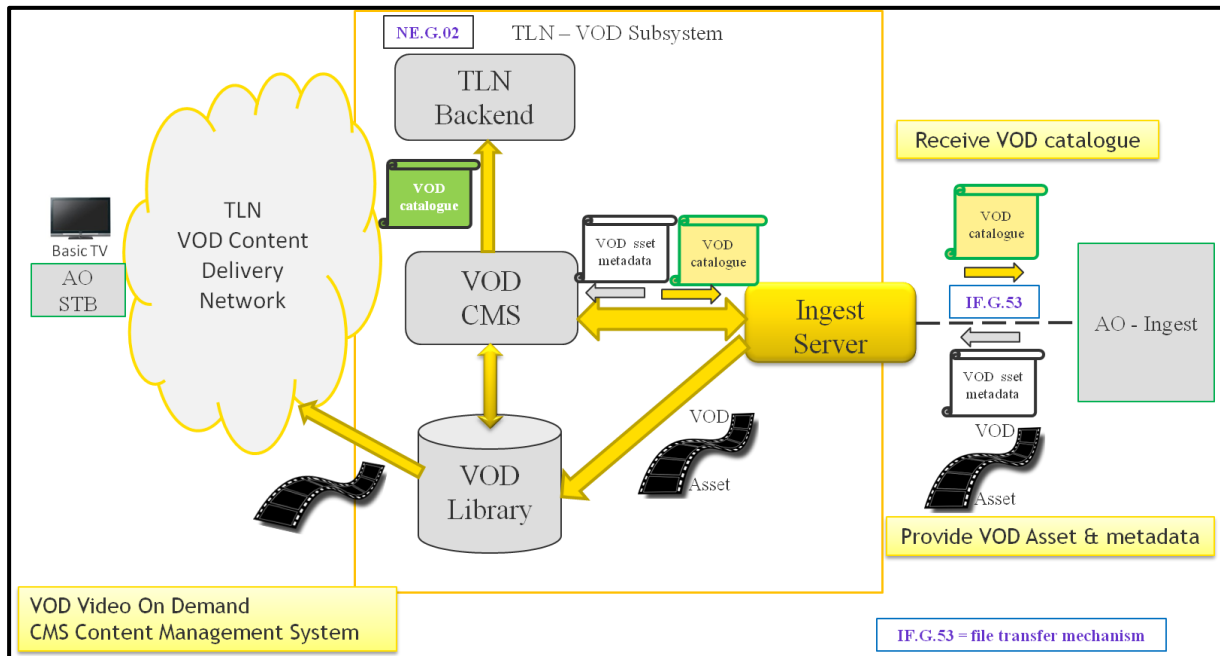 NE.G.02
TLN – VOD Subsystem
TLN
Backend
Receive VOD catalogue
VOD
catalogue
VOD
catalogue
TLN
VOD Content
Delivery
Network
Basic TV
AO
STB
VOD sset
metadata
VOD
catalogue
VOD
CMS
Ingest
Server
IF.G.53
AO - Ingest
VOD sset
metadata
VOD
Asset
VOD
Asset
VOD
Library
Provide VOD Asset & metadata
VOD Video On Demand
CMS Content Management System
IF.G.53 = file transfer mechanism